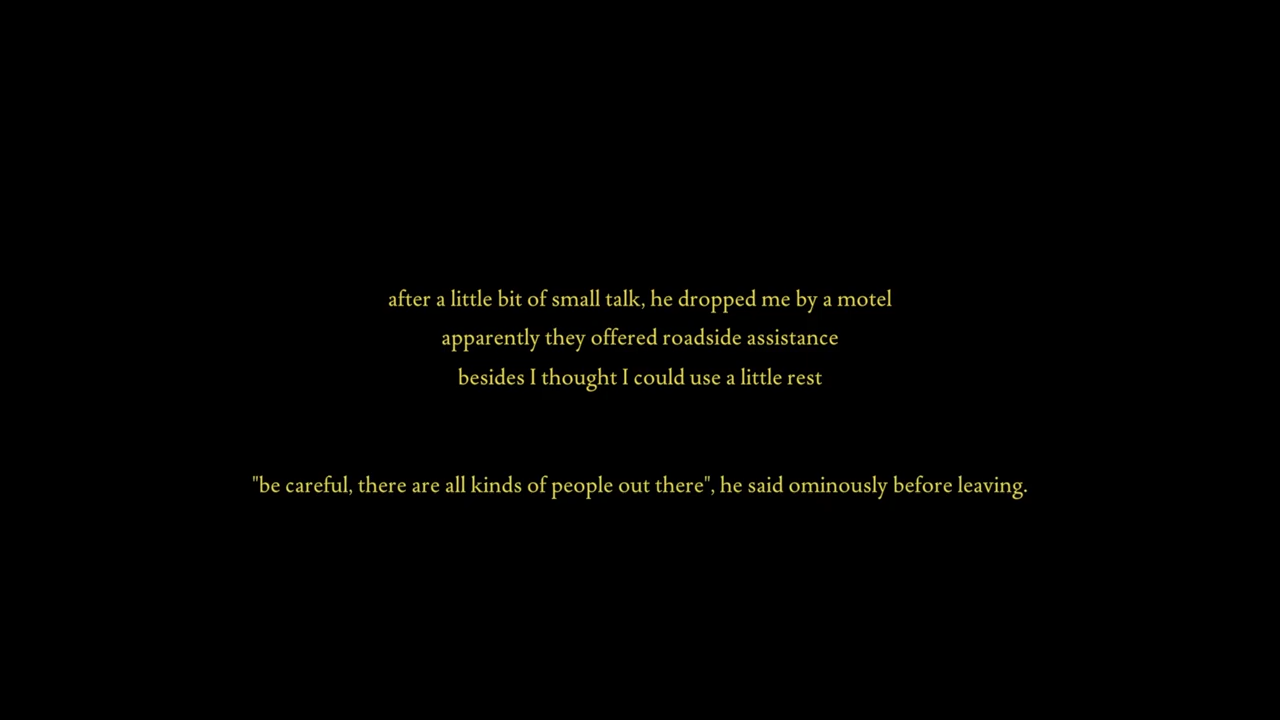 after a little bit of small talk, he dropped me by a motel
apparently they offered roadside assistance
besides I thought I could use a little rest
"be careful, there are all kinds of people out there", he said ominously before leaving.